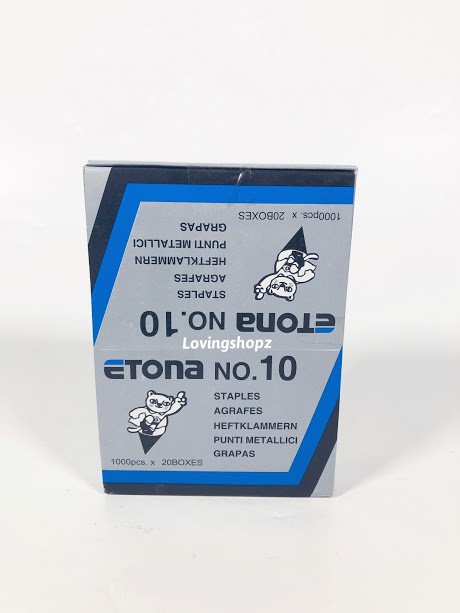 1000pcs. x 20BOXES
GRAPAS
PUNTI METALLICI
HEFTKLAMMERN
AGRAFES
STAPLES
ETONA NO.10
Lovingshopz
ETONA NO.10
STAPLES
AGRAFES
HEFTKLAMMERN
PUNTI METALLICI
GRAPAS
1000pcs. x 20BOXES